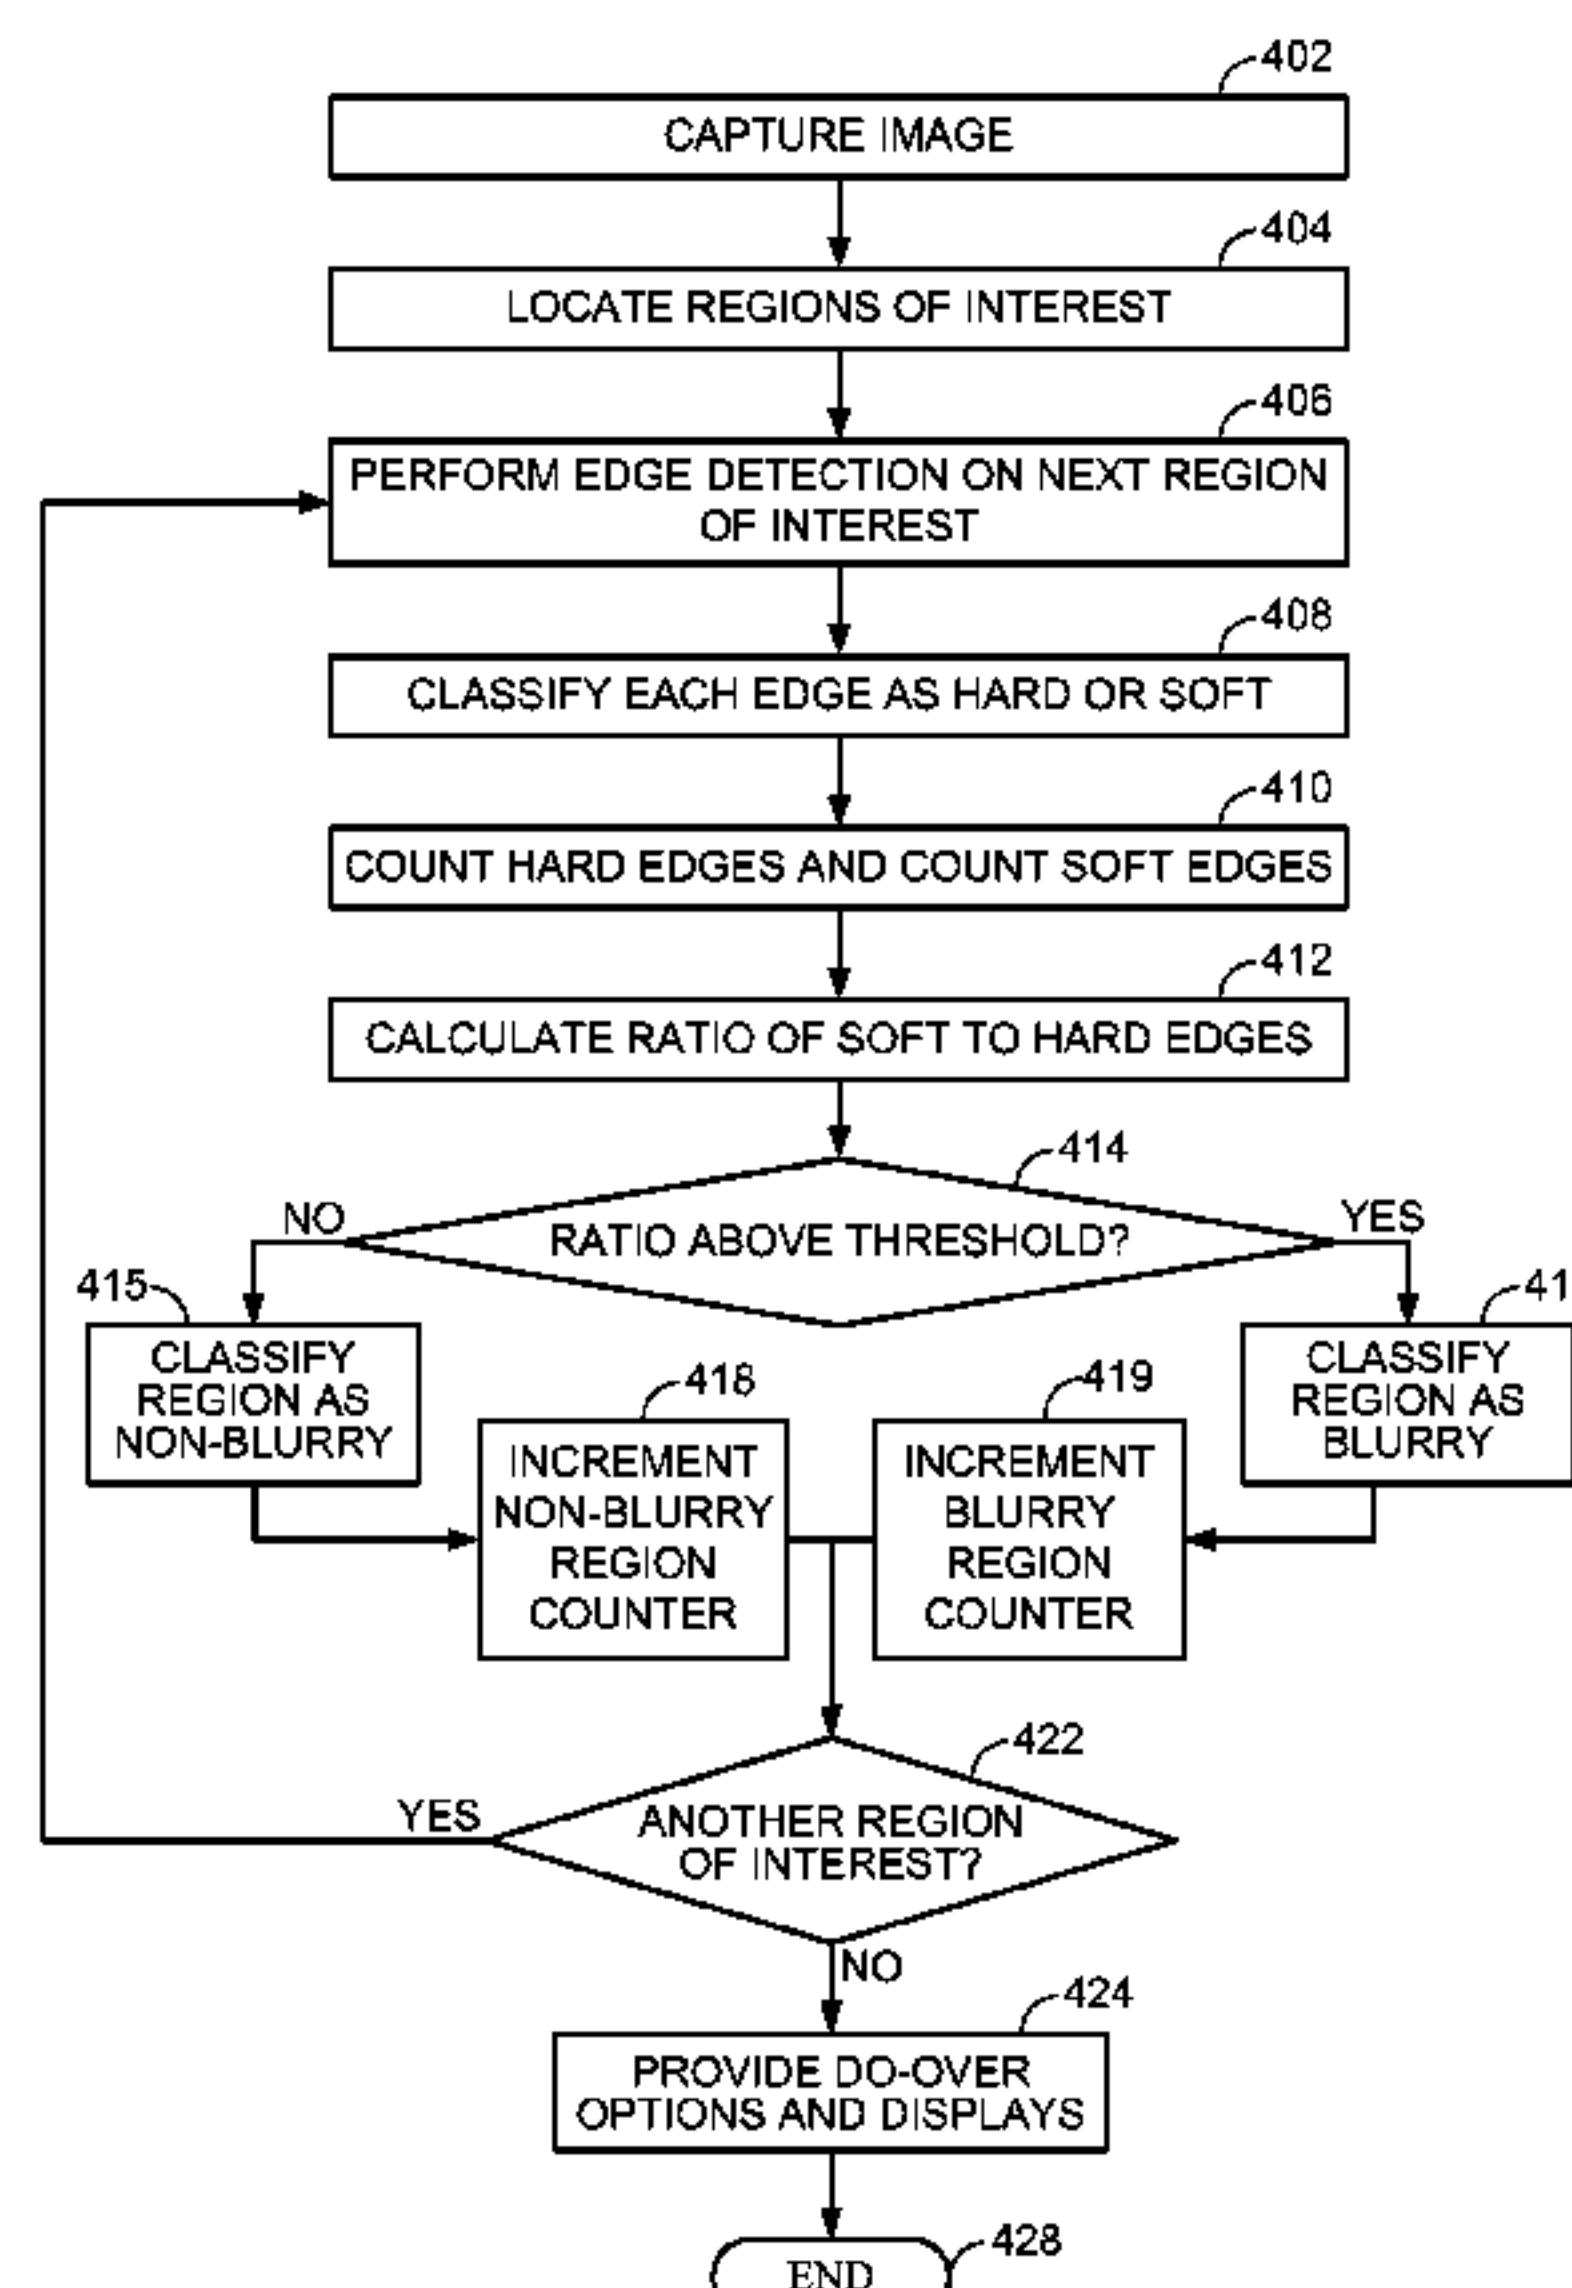 402
CAPTURE IMAGE
404
LOCATE REGIONS OF INTEREST
406
PERFORM EDGE DETECTION ON NEXT REGION
OF INTEREST
408
CLASSIFY EACH EDGE AS HARD OR SOFT
410
COUNT HARD EDGES AND COUNT SOFT EDGES
412
CALCULATE RATIO OF SOFT TO HARD EDGES
414
NO
RATIO ABOVE THRESHOLD?
YES
415
CLASSIFY
REGION AS
NON-BLURRY
418
INCREMENT
NON-BLURRY
REGION
COUNTER
419
INCREMENT
BLURRY
REGION
COUNTER
41
CLASSIFY
REGION AS
BLURRY
422
YES
ANOTHER REGION
OF INTEREST?
NO
424
PROVIDE DO-OVER
OPTIONS AND DISPLAYS
428
END